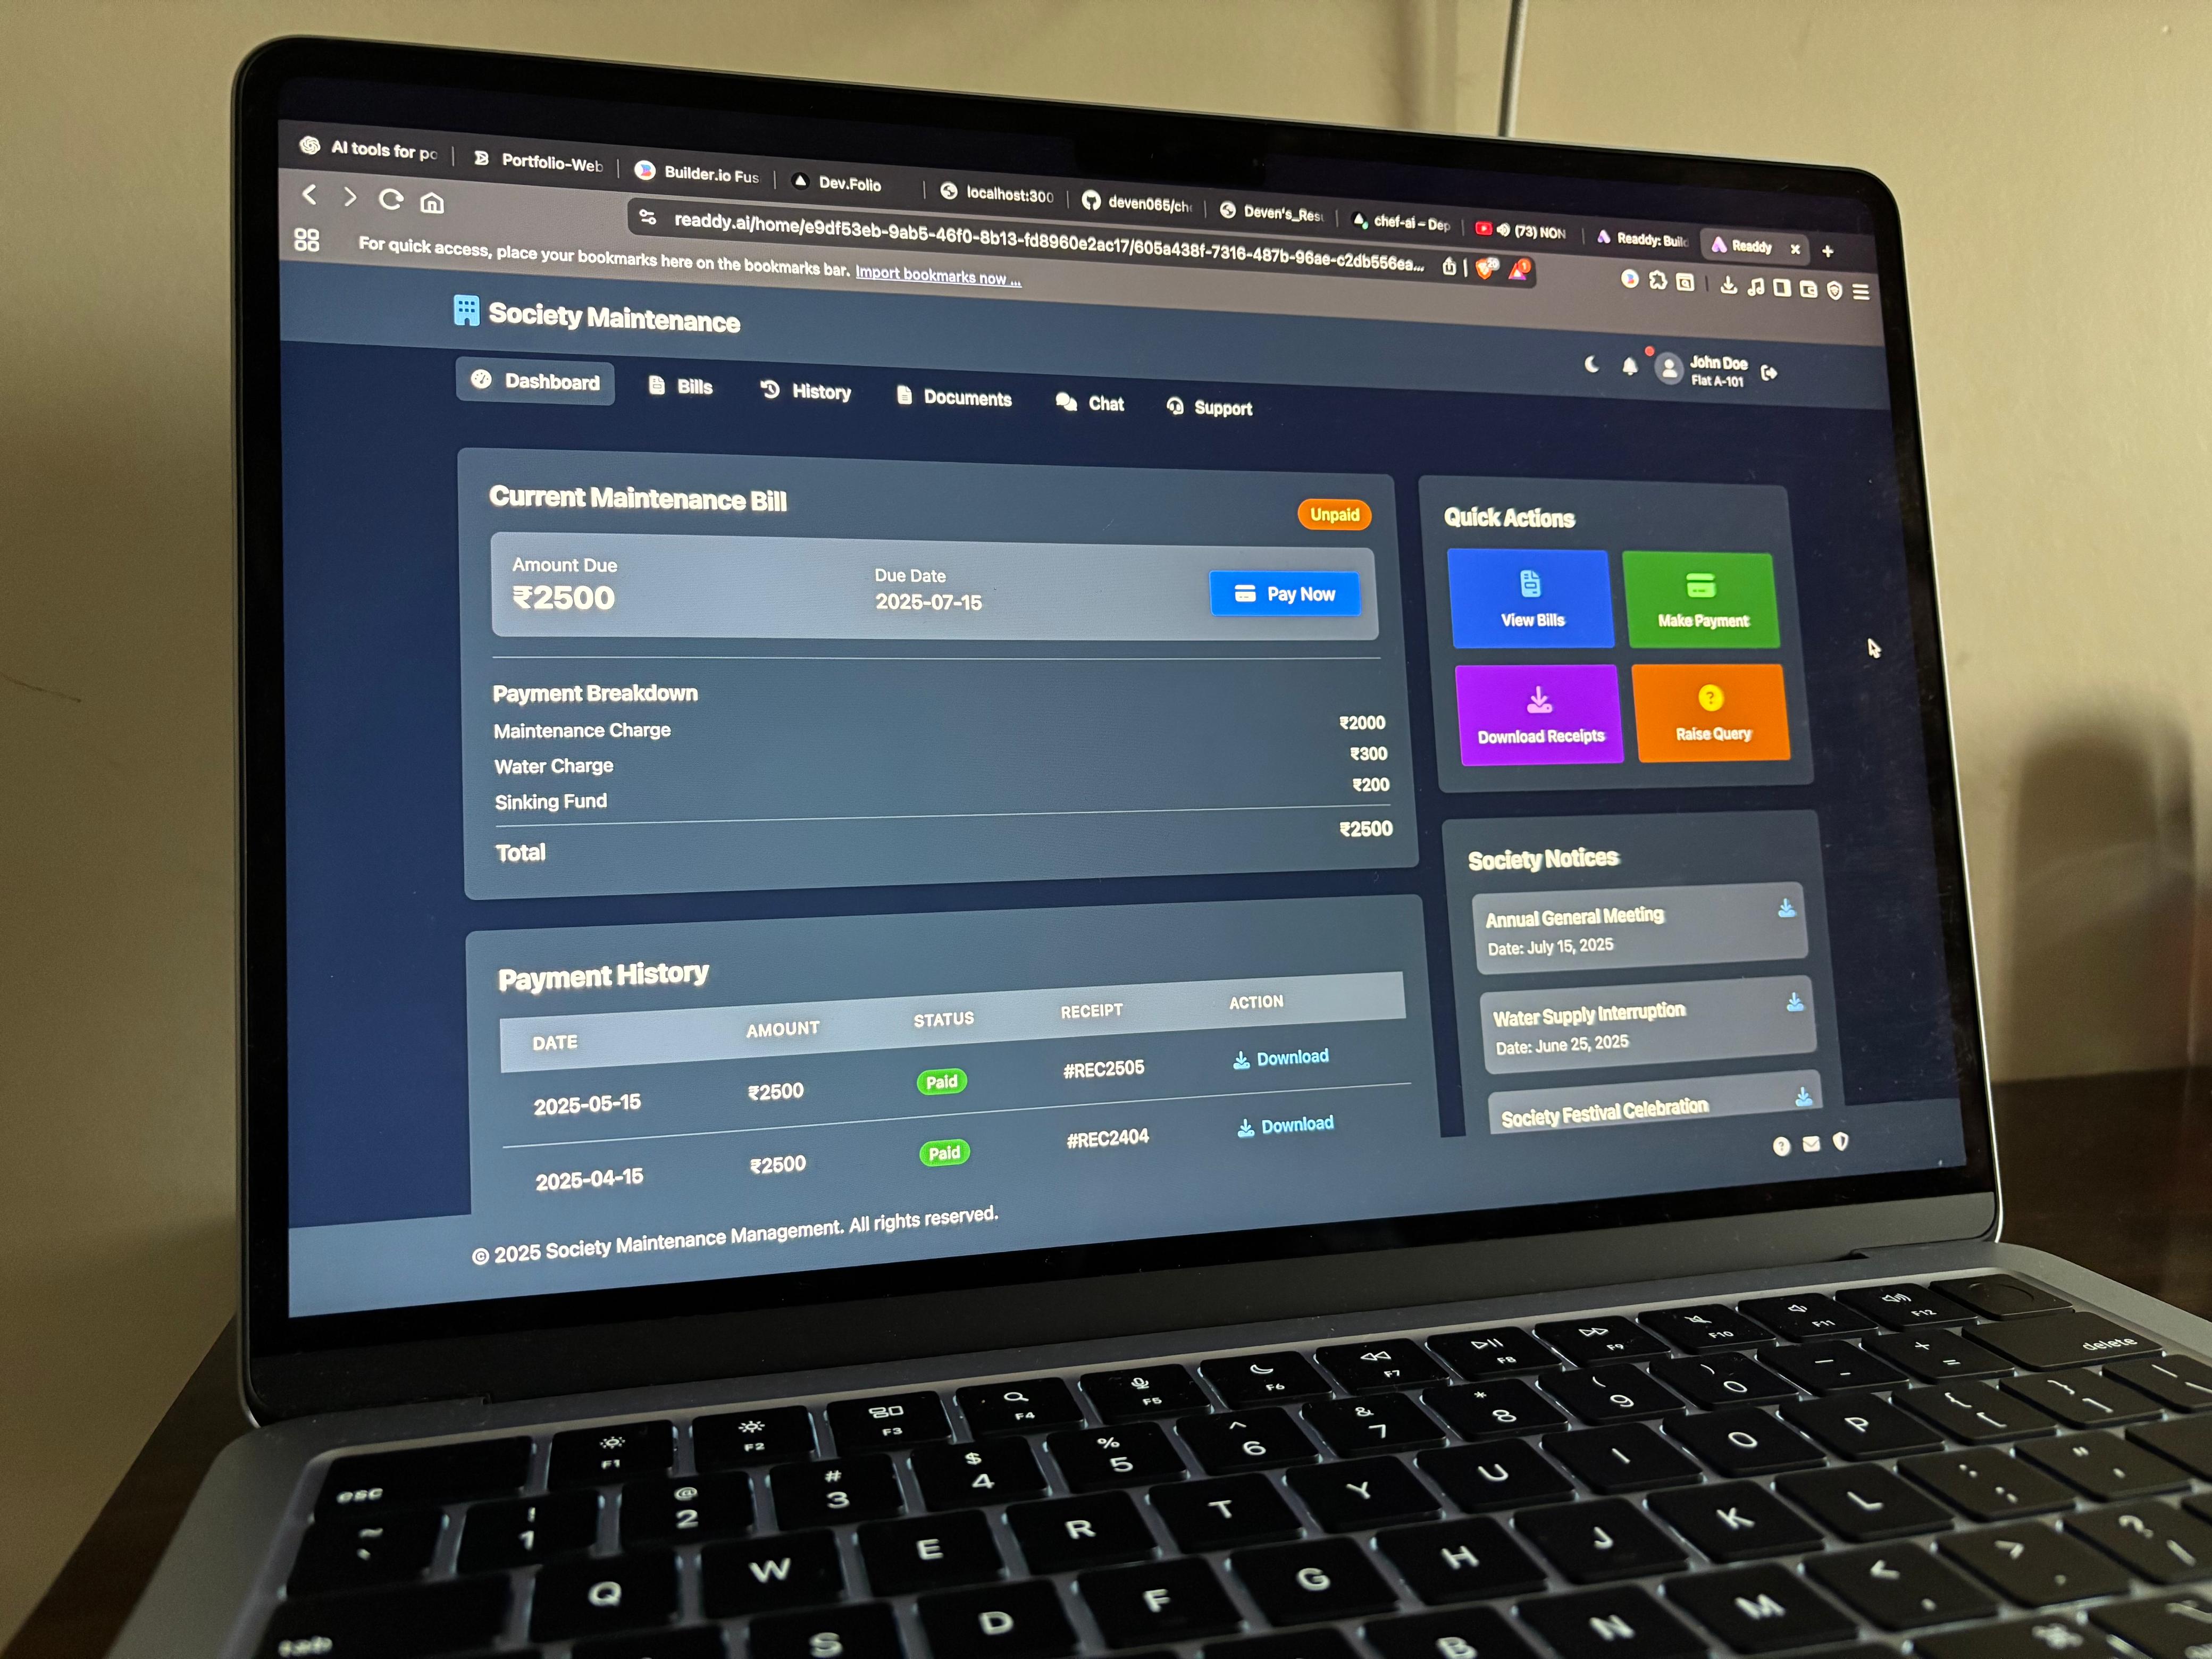 AI tools for po
Portfolio-Web
Builder.io Fus
Dev.Folio
localhost:300
deven065/ch
Deven's_Resu
chef-ai – Dep
(73) NON
Readdy: Build
Readdy
readdy.ai/home/e9df53eb-9ab5-46f0-8b13-fd8960e2ac17/605a438f-7316-487b-96ae-c2db556ea...
20
1
For quick access, place your bookmarks here on the bookmarks bar. Import bookmarks now ...
Society Maintenance
John Doe
Flat A-101
Dashboard
Bills
History
Documents
Chat
Support
Current Maintenance Bill
Unpaid
Amount Due
₹2500
Due Date
2025-07-15
Pay Now
Payment Breakdown
Maintenance Charge ₹2000
Water Charge ₹300
Sinking Fund ₹200
Total ₹2500
Quick Actions
View Bills
Make Payment
Download Receipts
Raise Query
Society Notices
Annual General Meeting
Date: July 15, 2025
Water Supply Interruption
Date: June 25, 2025
Society Festival Celebration
Payment History
DATE AMOUNT STATUS RECEIPT ACTION
2025-05-15 ₹2500 Paid #REC2505 Download
2025-04-15 ₹2500 Paid #REC2404 Download
© 2025 Society Maintenance Management. All rights reserved.
esc F1 F2 F3 F4 F5 F6 F7 F8 F9 F10 F11 F12
~ ! @ # $ % ^ & * ( ) — +
` 1 2 3 4 5 6 7 8 9 0 - = delete
tab Q W E R T Y U I O P { [ } ]
S D F G H J K L : ; " '
B N M < , > . ?